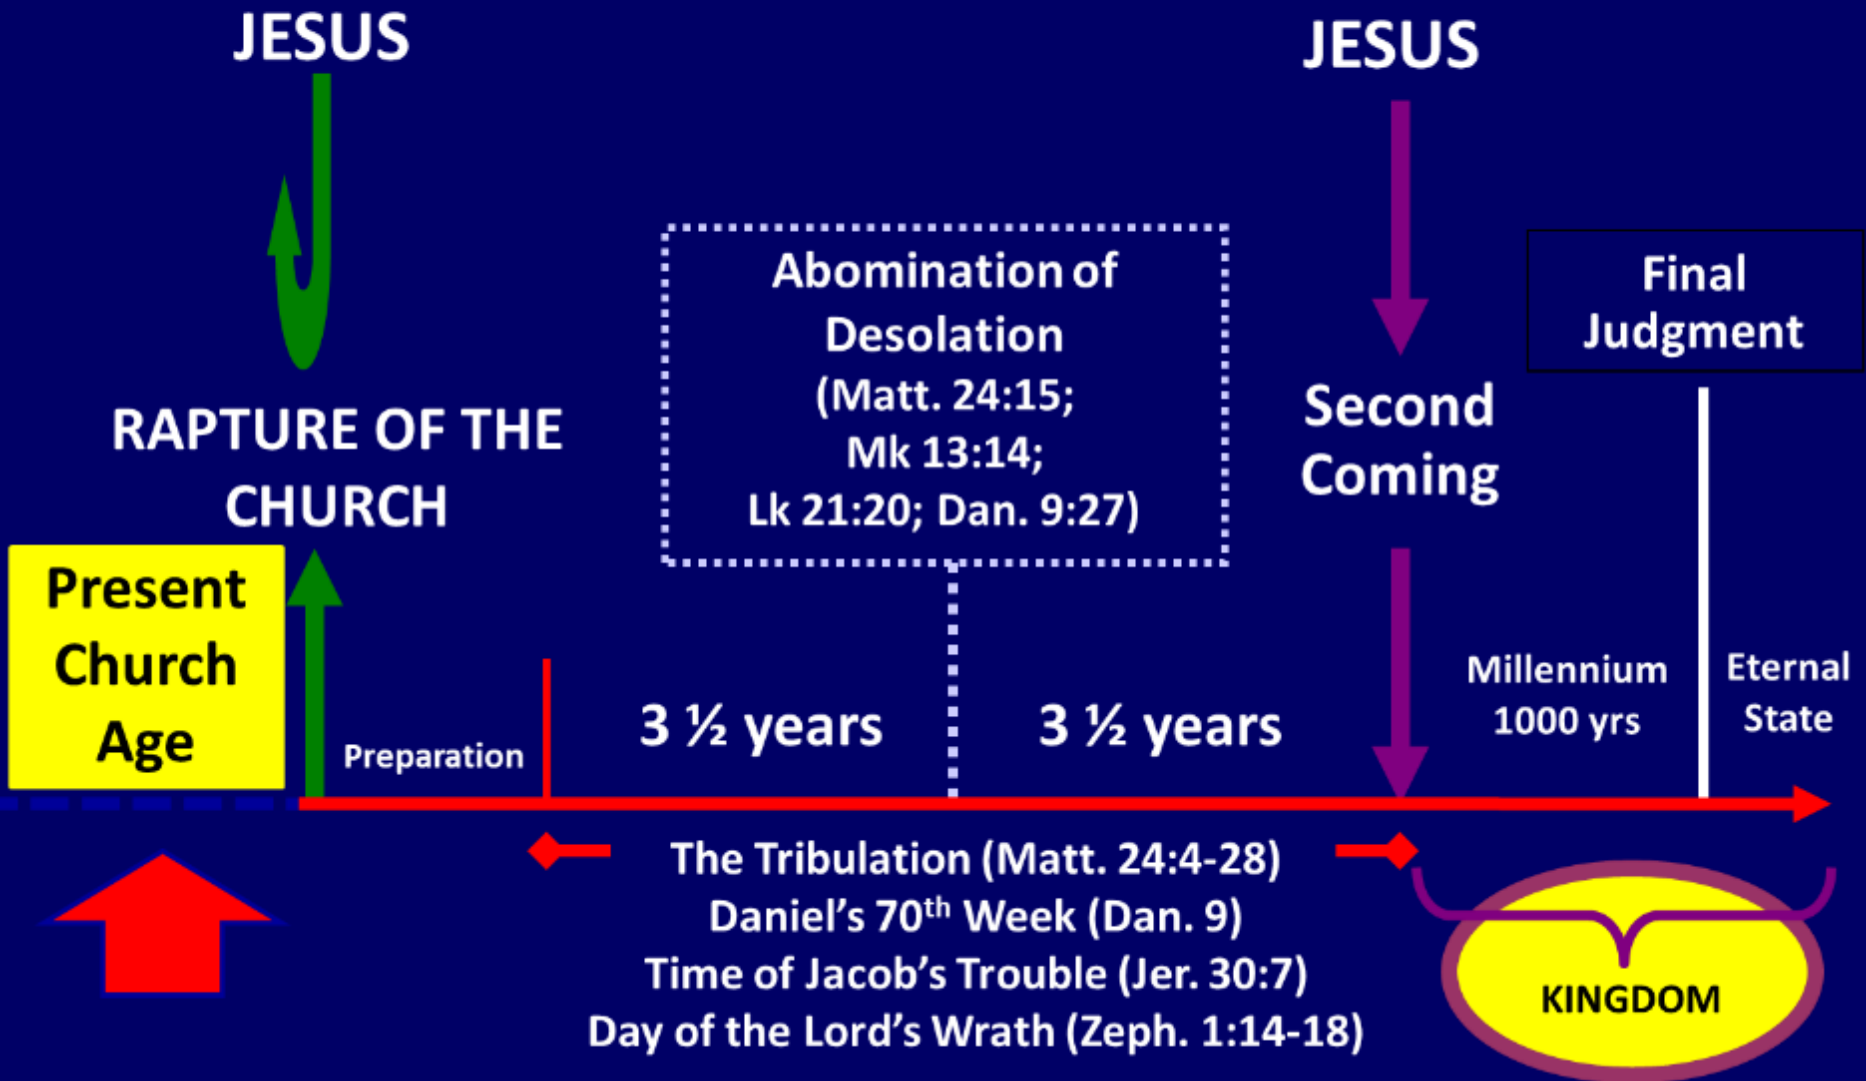 JESUS
RAPTURE OF THE
CHURCH
Present
Church
Age
Preparation
3 ½ years
Abomination of
Desolation
(Matt. 24:15;
Mk 13:14;
Lk 21:20; Dan. 9:27)
3 ½ years
JESUS
Second
Coming
Final
Judgment
Millennium
1000 yrs
Eternal
State
The Tribulation (Matt. 24:4-28)
Daniel’s 70th Week (Dan. 9)
Time of Jacob’s Trouble (Jer. 30:7)
Day of the Lord’s Wrath (Zeph. 1:14-18)
KINGDOM